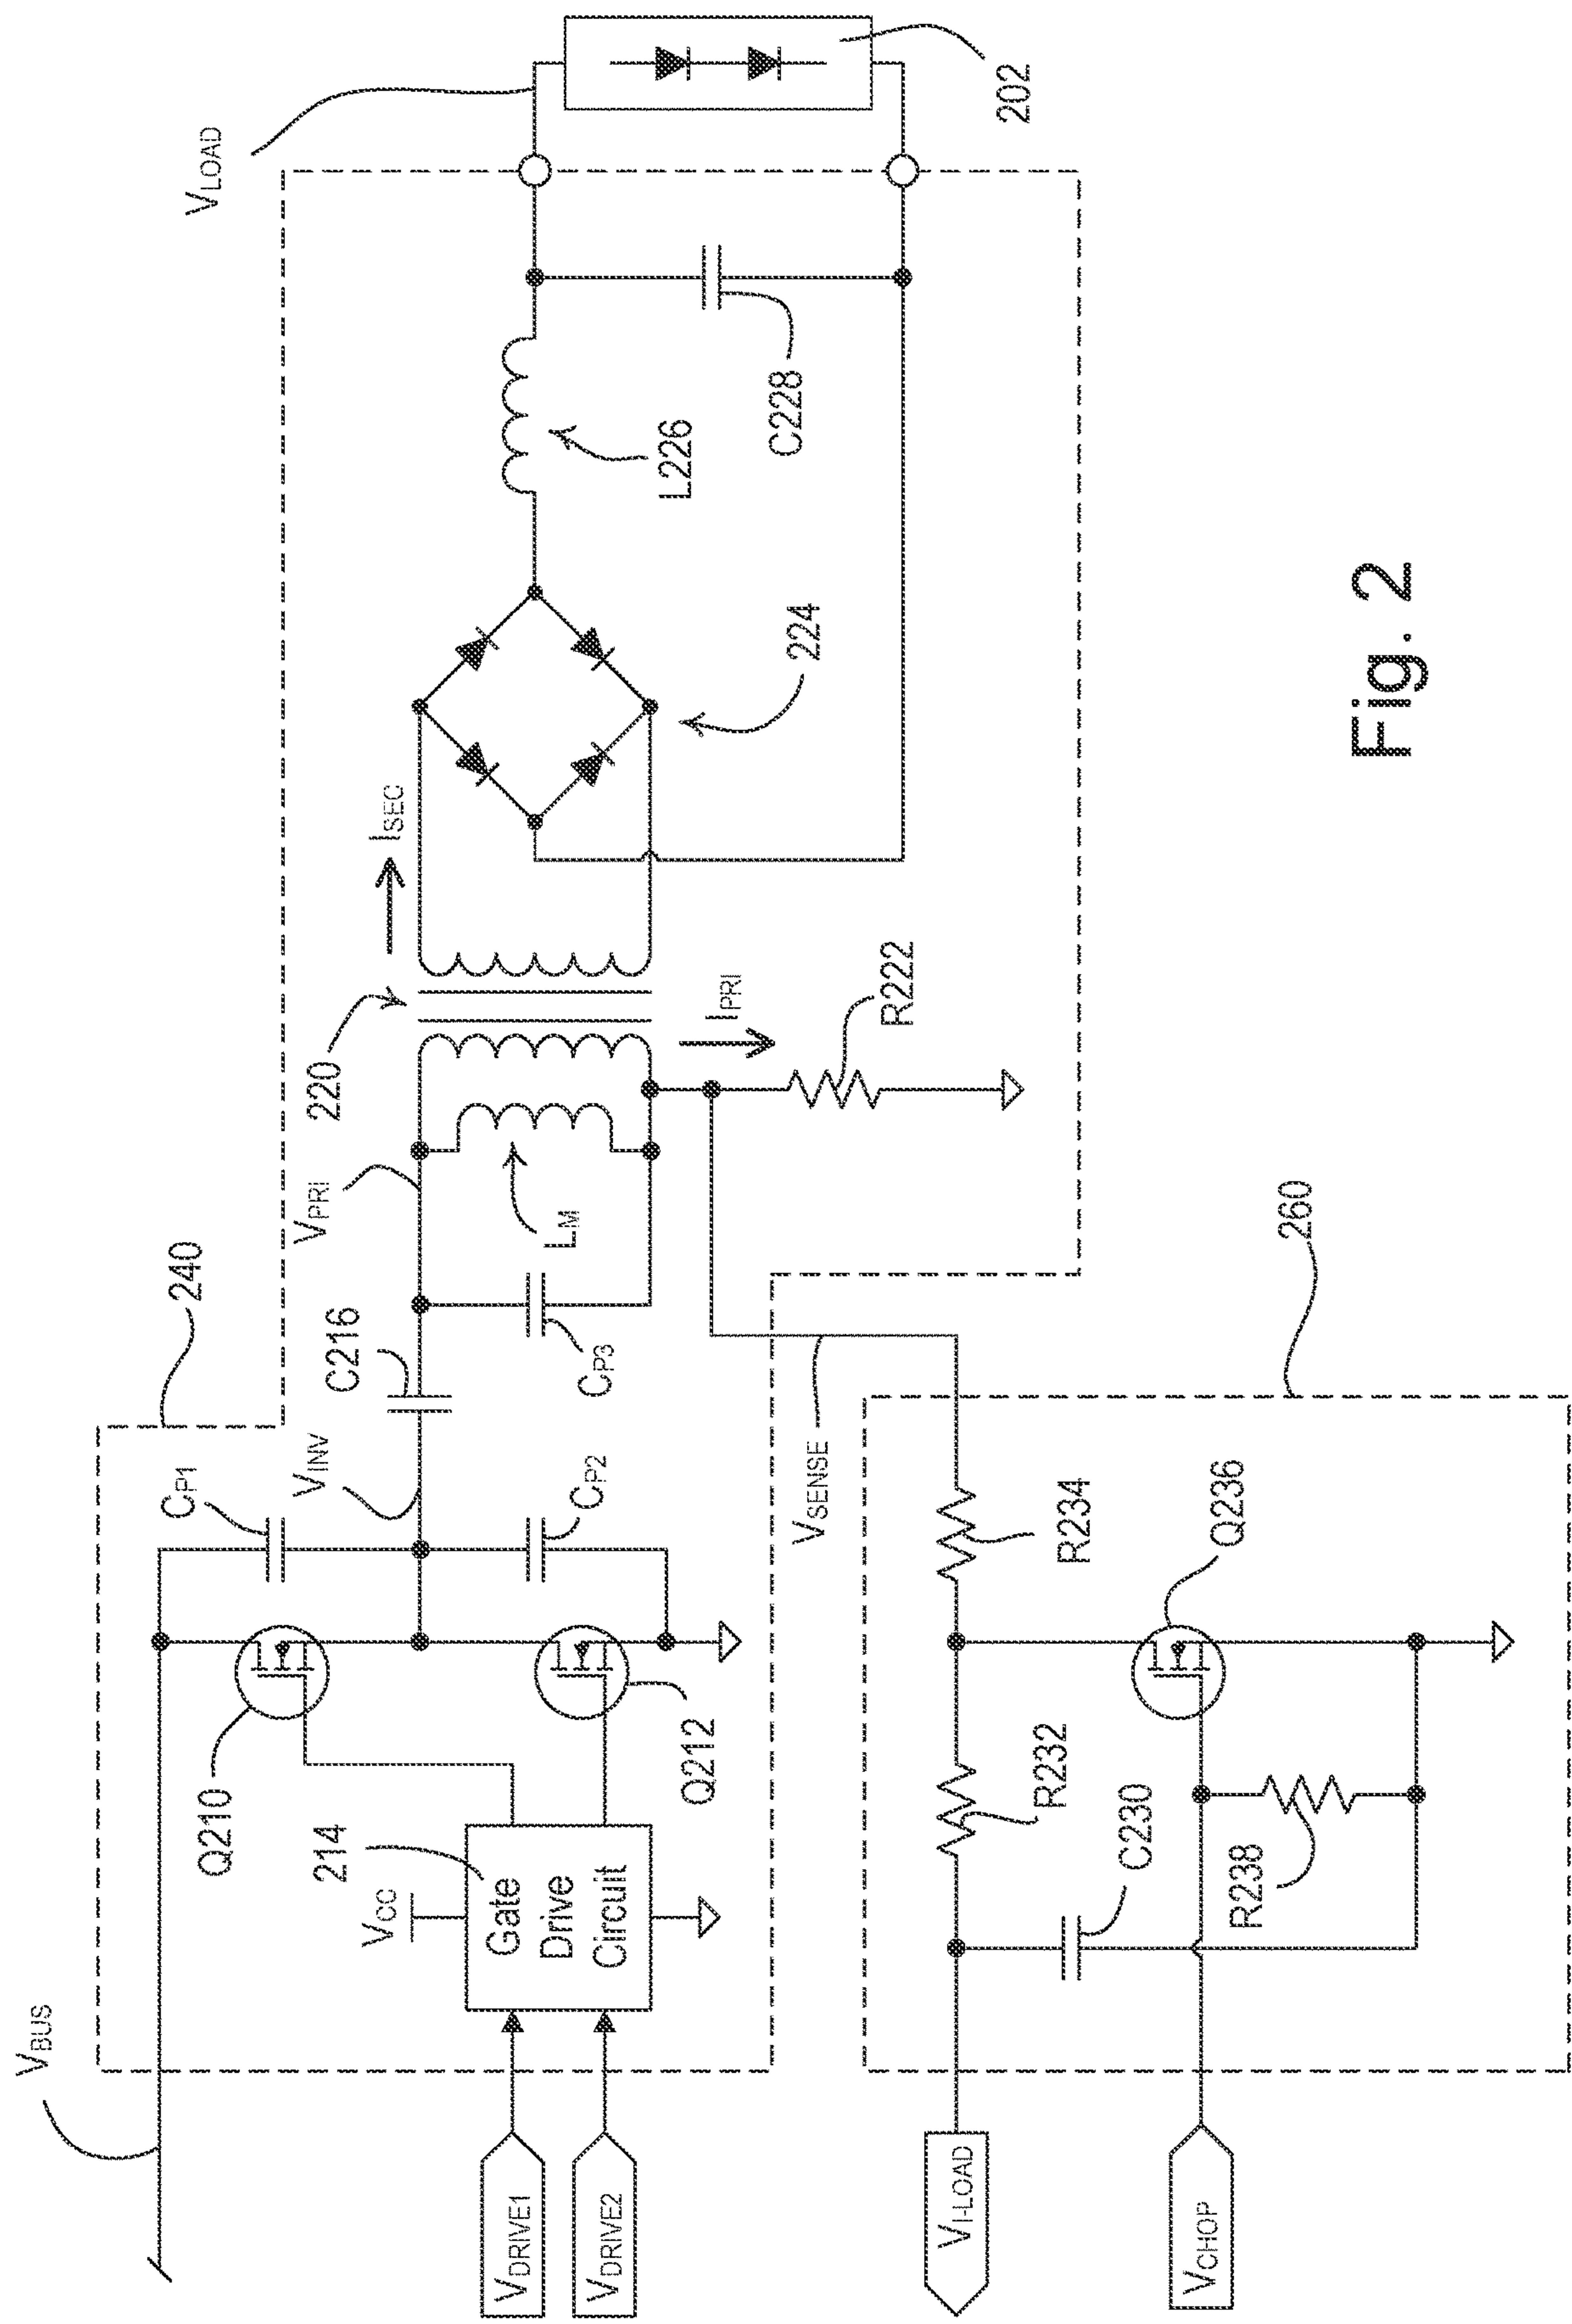 V_BUS
240
C_P1
V_INV
C216
V_PRI
220
I_SEC
V_LOAD
Q210
V_CC
214
Gate
Drive
Circuit
Q212
C_P2
C_P3
L_M
I_PRI
R222
224
L226
C228
202
V_DRIVE1
V_DRIVE2
V_SENSE
260
V_I-LOAD
R232
R234
C230
Q236
R238
V_CHOP
Fig. 2